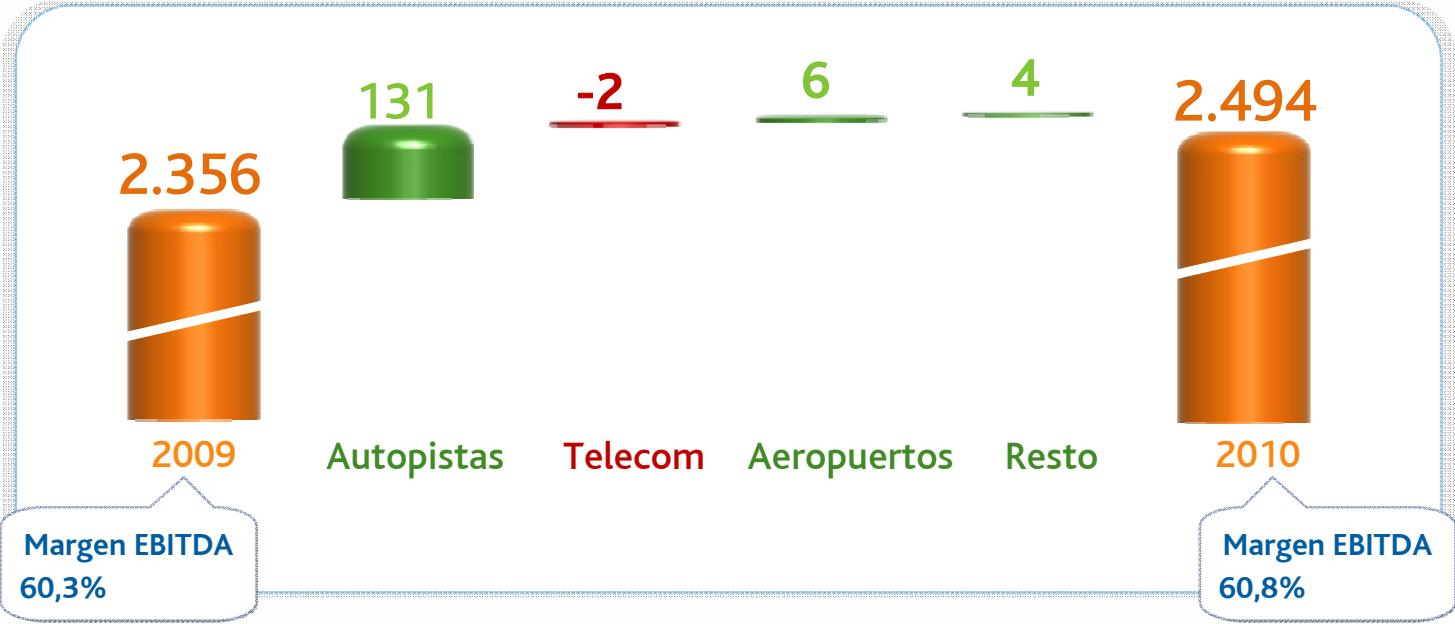 131
-2
6
4
2.494
2.356
2009
Autopistas
Telecom
Aeropuertos
Resto
2010
Margen EBITDA
60,3%
Margen EBITDA
60,8%